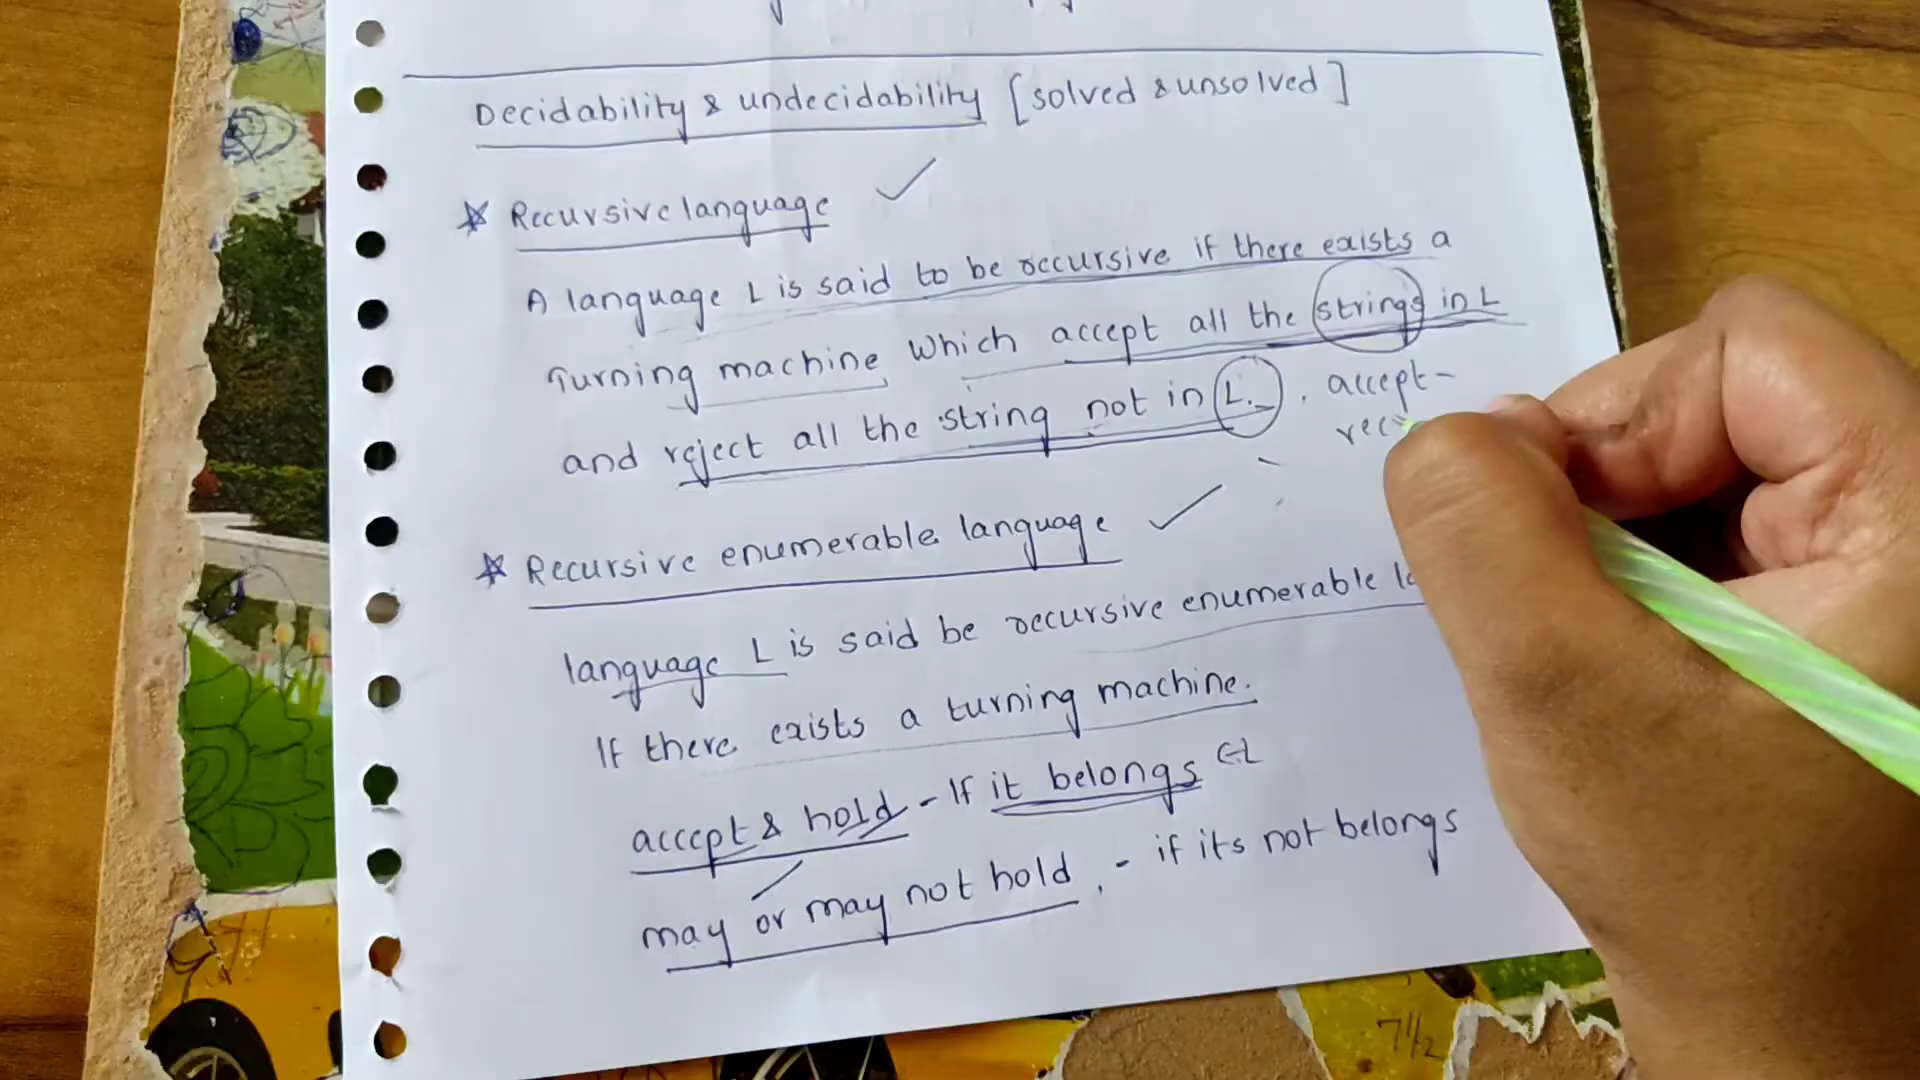 Decidability & undecidability [solved & unsolved]
Recursive language
A language L is said to be recursive if there exists a
Turning machine which accept all the strings in L
and reject all the string not in L. accept-
Recursive enumerable language
language L is said be recursive enumerable
If there exists a turning machine.
accept & hold - If it belongs ∈L
may or may not hold, - if its not belongs
7 1/2